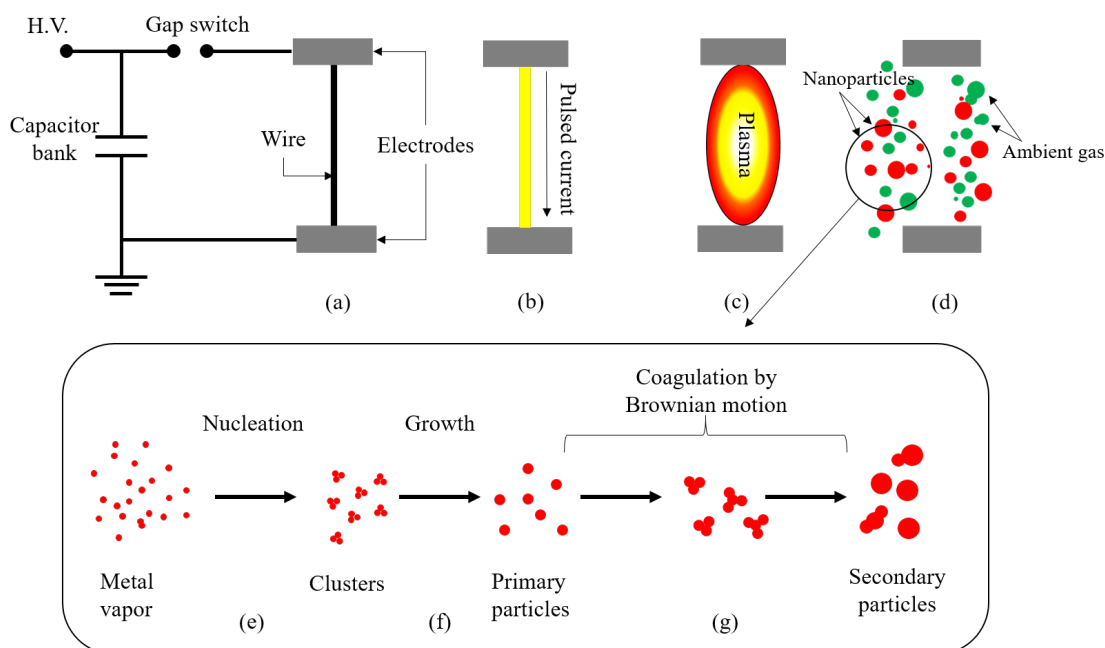 H.V.
Gap switch
Capacitor
bank
Wire
Electrodes
(a)
Pulsed current
(b)
Plasma
(c)
Nanoparticles
Ambient gas
(d)
Coagulation by
Brownian motion
Nucleation
Growth
Metal
vapor
Clusters
Primary
particles
Secondary
particles
(e)
(f)
(g)